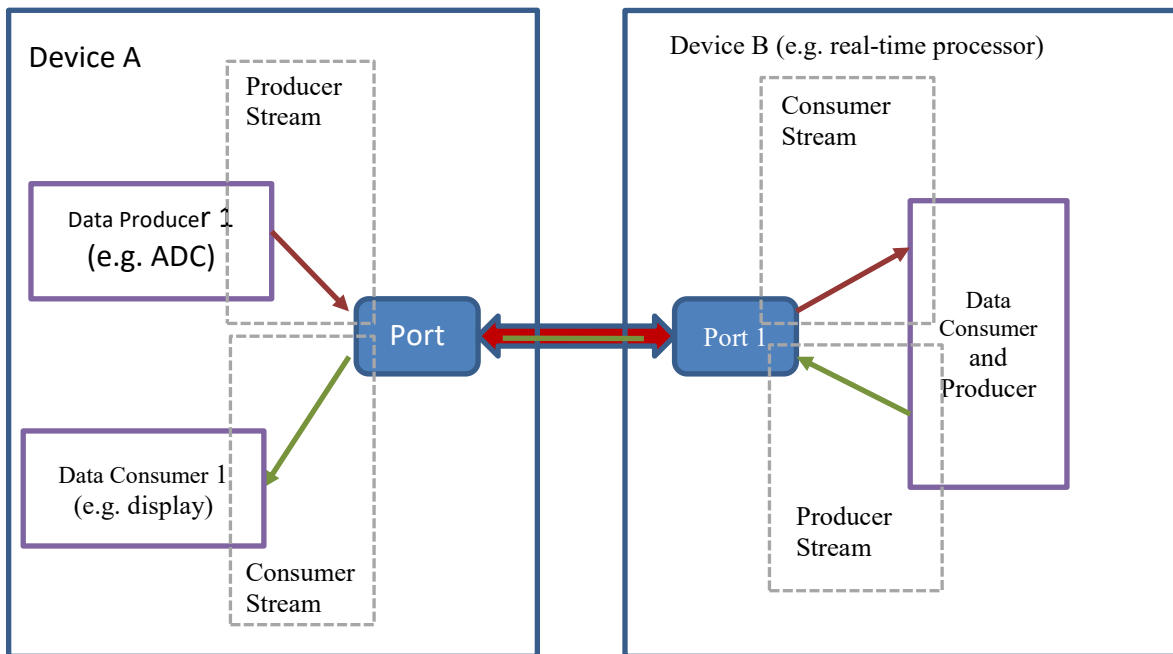 Device A
Producer
Stream
Data Producer 1
(e.g. ADC)
Port
Data Consumer 1
(e.g. display)
Consumer
Stream
Device B (e.g. real-time processor)
Consumer
Stream
Port 1
Data
Consumer
and
Producer
Producer
Stream